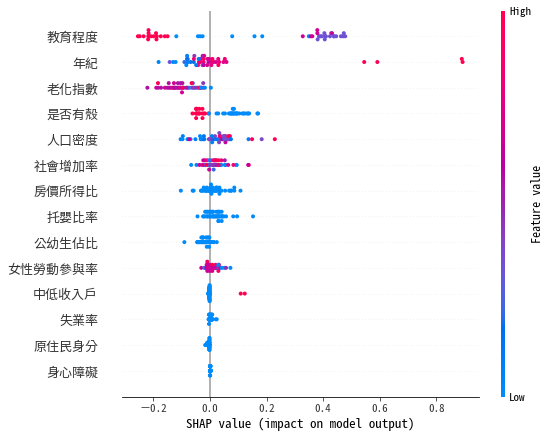 High
教育程度
年紀
老化指數
是否有殼
人口密度
社會增加率
房價所得比
托嬰比率
公幼生佔比
女性勞動參與率
中低收入戶
失業率
原住民身分
身心障礙
Feature value
Low
−0.2 0.0 0.2 0.4 0.6 0.8
SHAP value (impact on model output)